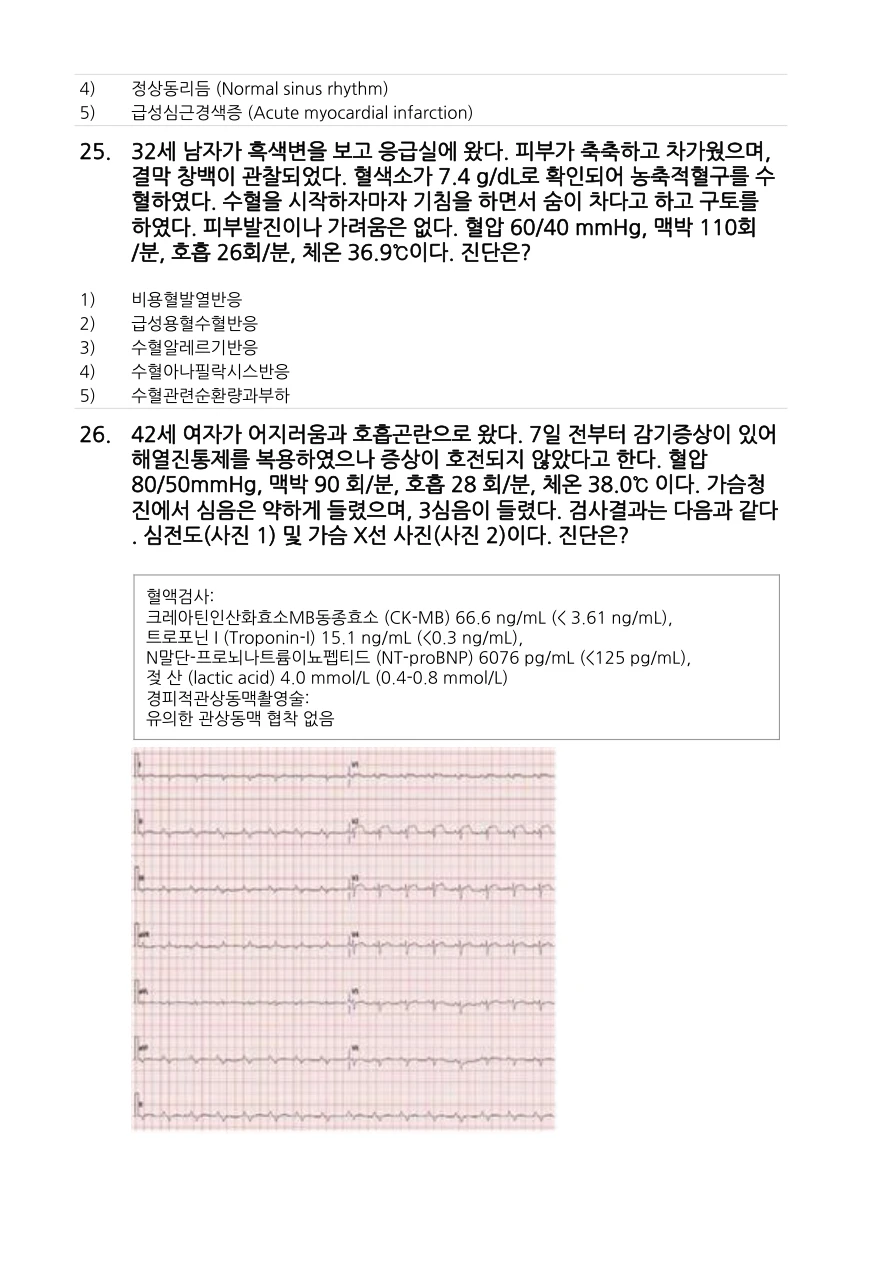 4) 정상동리듬 (Normal sinus rhythm)
5) 급성심근경색증 (Acute myocardial infarction)
25. 32세 남자가 흑색변을 보고 응급실에 왔다. 피부가 축축하고 차가웠으며,
결막 창백이 관찰되었다. 혈색소가 7.4 g/dL로 확인되어 농축적혈구를 수
혈하였다. 수혈을 시작하자마자 기침을 하면서 숨이 차다고 하고 구토를
하였다. 피부발진이나 가려움은 없다. 혈압 60/40 mmHg, 맥박 110회
/분, 호흡 26회/분, 체온 36.9℃이다. 진단은?
1) 비용혈발열반응
2) 급성용혈수혈반응
3) 수혈알레르기반응
4) 수혈아나필락시스반응
5) 수혈관련순환량과부하
26. 42세 여자가 어지러움과 호흡곤란으로 왔다. 7일 전부터 감기증상이 있어
해열진통제를 복용하였으나 증상이 호전되지 않았다고 한다. 혈압
80/50mmHg, 맥박 90 회/분, 호흡 28 회/분, 체온 38.0℃ 이다. 가슴청
진에서 심음은 약하게 들렸으며, 3심음이 들렸다. 검사결과는 다음과 같다
. 심전도(사진 1) 및 가슴 X선 사진(사진 2)이다. 진단은?
혈액검사:
크레아틴인산화효소MB동종효소 (CK-MB) 66.6 ng/mL (< 3.61 ng/mL),
트로포닌 I (Troponin-I) 15.1 ng/mL (<0.3 ng/mL),
N말단-프로뇌나트륨이뇨펩티드 (NT-proBNP) 6076 pg/mL (<125 pg/mL),
젖 산 (lactic acid) 4.0 mmol/L (0.4-0.8 mmol/L)
경피적관상동맥촬영술:
유의한 관상동맥 협착 없음
I V1
II V2
III V3
aVR V4
aVL V5
aVF V6
II